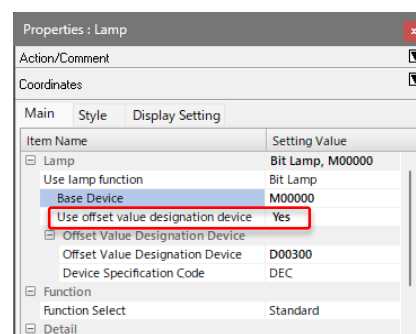 Properties : Lamp
Action/Comment
Coordinates
Main Style Display Setting
Item Name Setting Value
Lamp Bit Lamp, M00000
Use lamp function Bit Lamp
Base Device M00000
Use offset value designation device Yes
Offset Value Designation Device
Offset Value Designation Device D00300
Device Specification Code DEC
Function
Function Select Standard
Detail